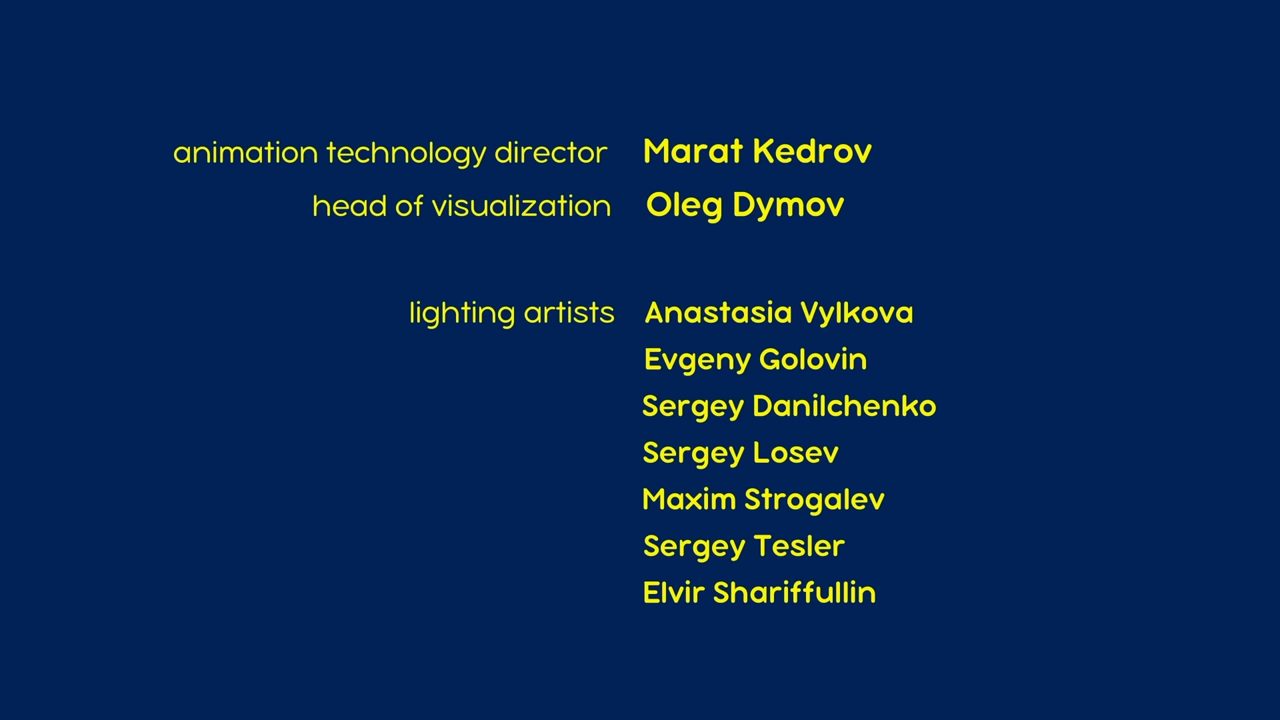 animation technology director Marat Kedrov
head of visualization Oleg Dymov
lighting artists Anastasia Vylkova
Evgeny Golovin
Sergey Danilchenko
Sergey Losev
Maxim Strogalev
Sergey Tesler
Elvir Shariffullin